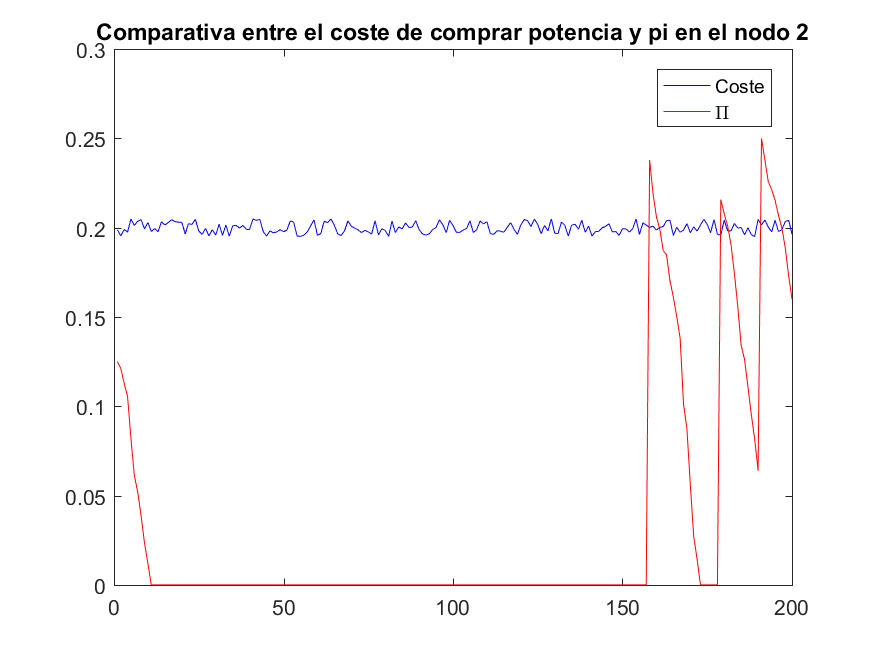 Comparativa entre el coste de comprar potencia y pi en el nodo 2
0.3
0.25
0.2
0.15
0.1
0.05
0
0 50 100 150 200
Coste
Π